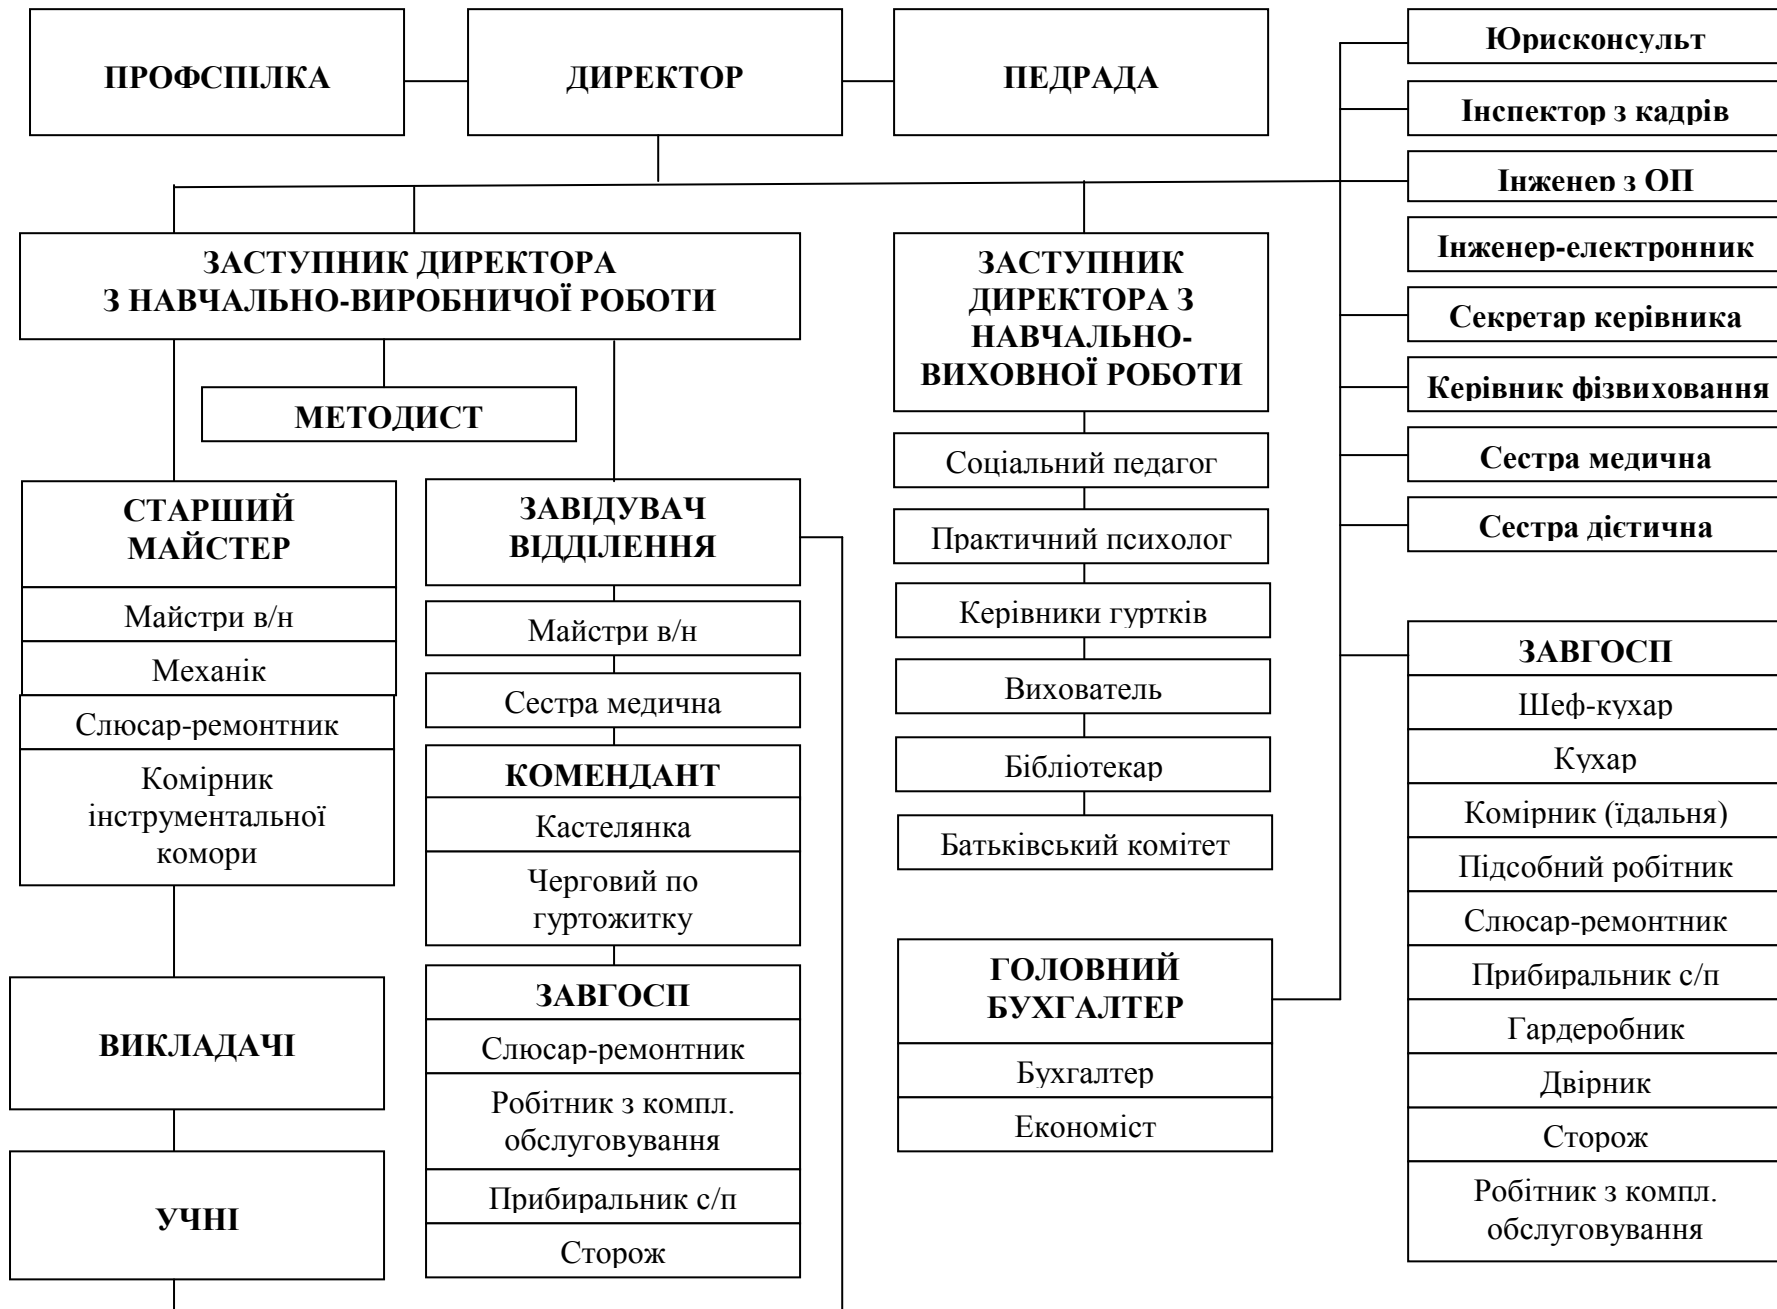 ПРОФСПІЛКА
ДИРЕКТОР
ПЕДРАДА
Юрисконсульт
Інспектор з кадрів
Інженер з ОП
Інженер-електронник
Секретар керівника
Керівник фізвиховання
Сестра медична
Сестра дієтична
ЗАСТУПНИК ДИРЕКТОРА
З НАВЧАЛЬНО-ВИРОБНИЧОЇ РОБОТИ
МЕТОДИСТ
СТАРШИЙ
МАЙСТЕР
Майстри в/н
Механік
Слюсар-ремонтник
Комірник
інструментальної
комори
ВИКЛАДАЧІ
УЧНІ
ЗАВІДУВАЧ
ВІДДІЛЕННЯ
Майстри в/н
Сестра медична
КОМЕНДАНТ
Кастелянка
Черговий по
гуртожитку
ЗАВГОСП
Слюсар-ремонтник
Робітник з компл.
обслуговування
Прибиральник с/п
Сторож
ЗАСТУПНИК
ДИРЕКТОРА З
НАВЧАЛЬНО-
ВИХОВНОЇ РОБОТИ
Соціальний педагог
Практичний психолог
Керівники гуртків
Вихователь
Бібліотекар
Батьківський комітет
ГОЛОВНИЙ
БУХГАЛТЕР
Бухгалтер
Економіст
ЗАВГОСП
Шеф-кухар
Кухар
Комірник (їдальня)
Підсобний робітник
Слюсар-ремонтник
Прибиральник с/п
Гардеробник
Двірник
Сторож
Робітник з компл.
обслуговування